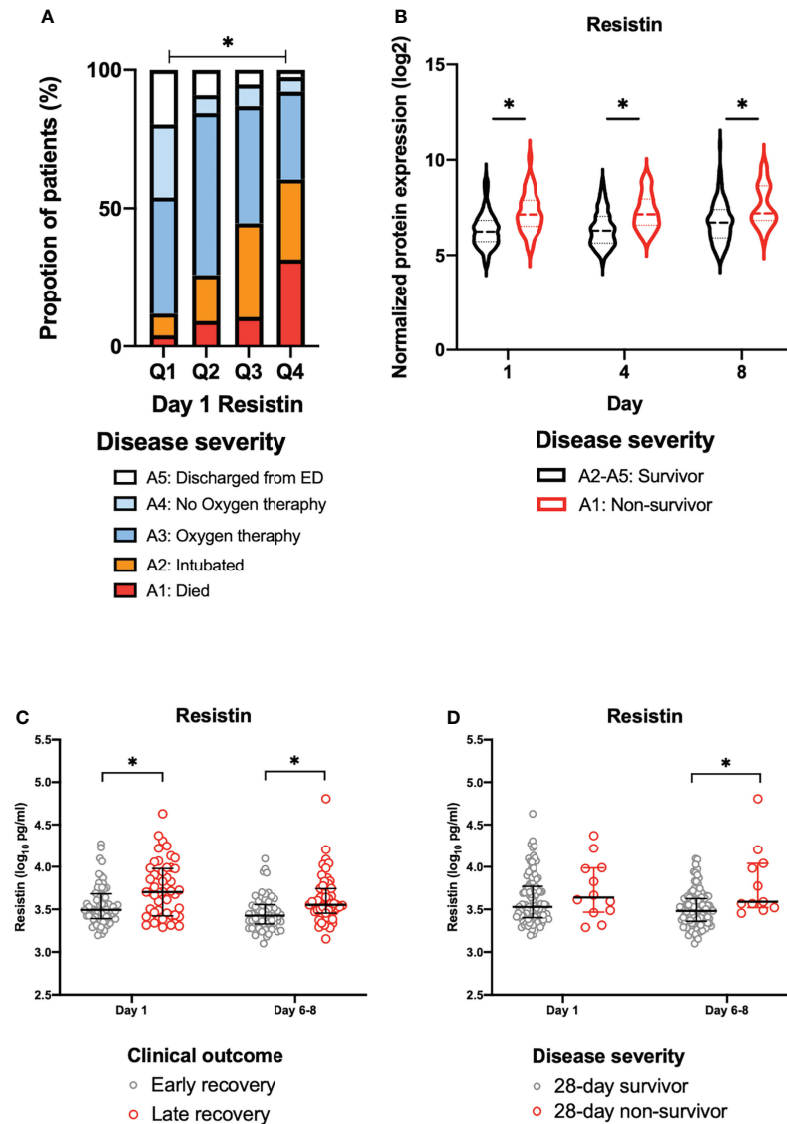 A
*
Propotion of patients (%)
100
50
0
Q1 Q2 Q3 Q4
Day 1 Resistin
Disease severity
A5: Discharged from ED
A4: No Oxygen theraphy
A3: Oxygen theraphy
A2: Intubated
A1: Died
B
Resistin
Normalized protein expression (log2)
15
10
5
0
* * *
1 4 8
Day
Disease severity
A2-A5: Survivor
A1: Non-survivor
C
Resistin
Resistin (log10 pg/ml)
5.5
5.0
4.5
4.0
3.5
3.0
2.5
* *
Day 1 Day 6-8
Clinical outcome
Early recovery
Late recovery
D
Resistin
Resistin (log10 pg/ml)
5.5
5.0
4.5
4.0
3.5
3.0
2.5
*
Day 1 Day 6-8
Disease severity
28-day survivor
28-day non-survivor